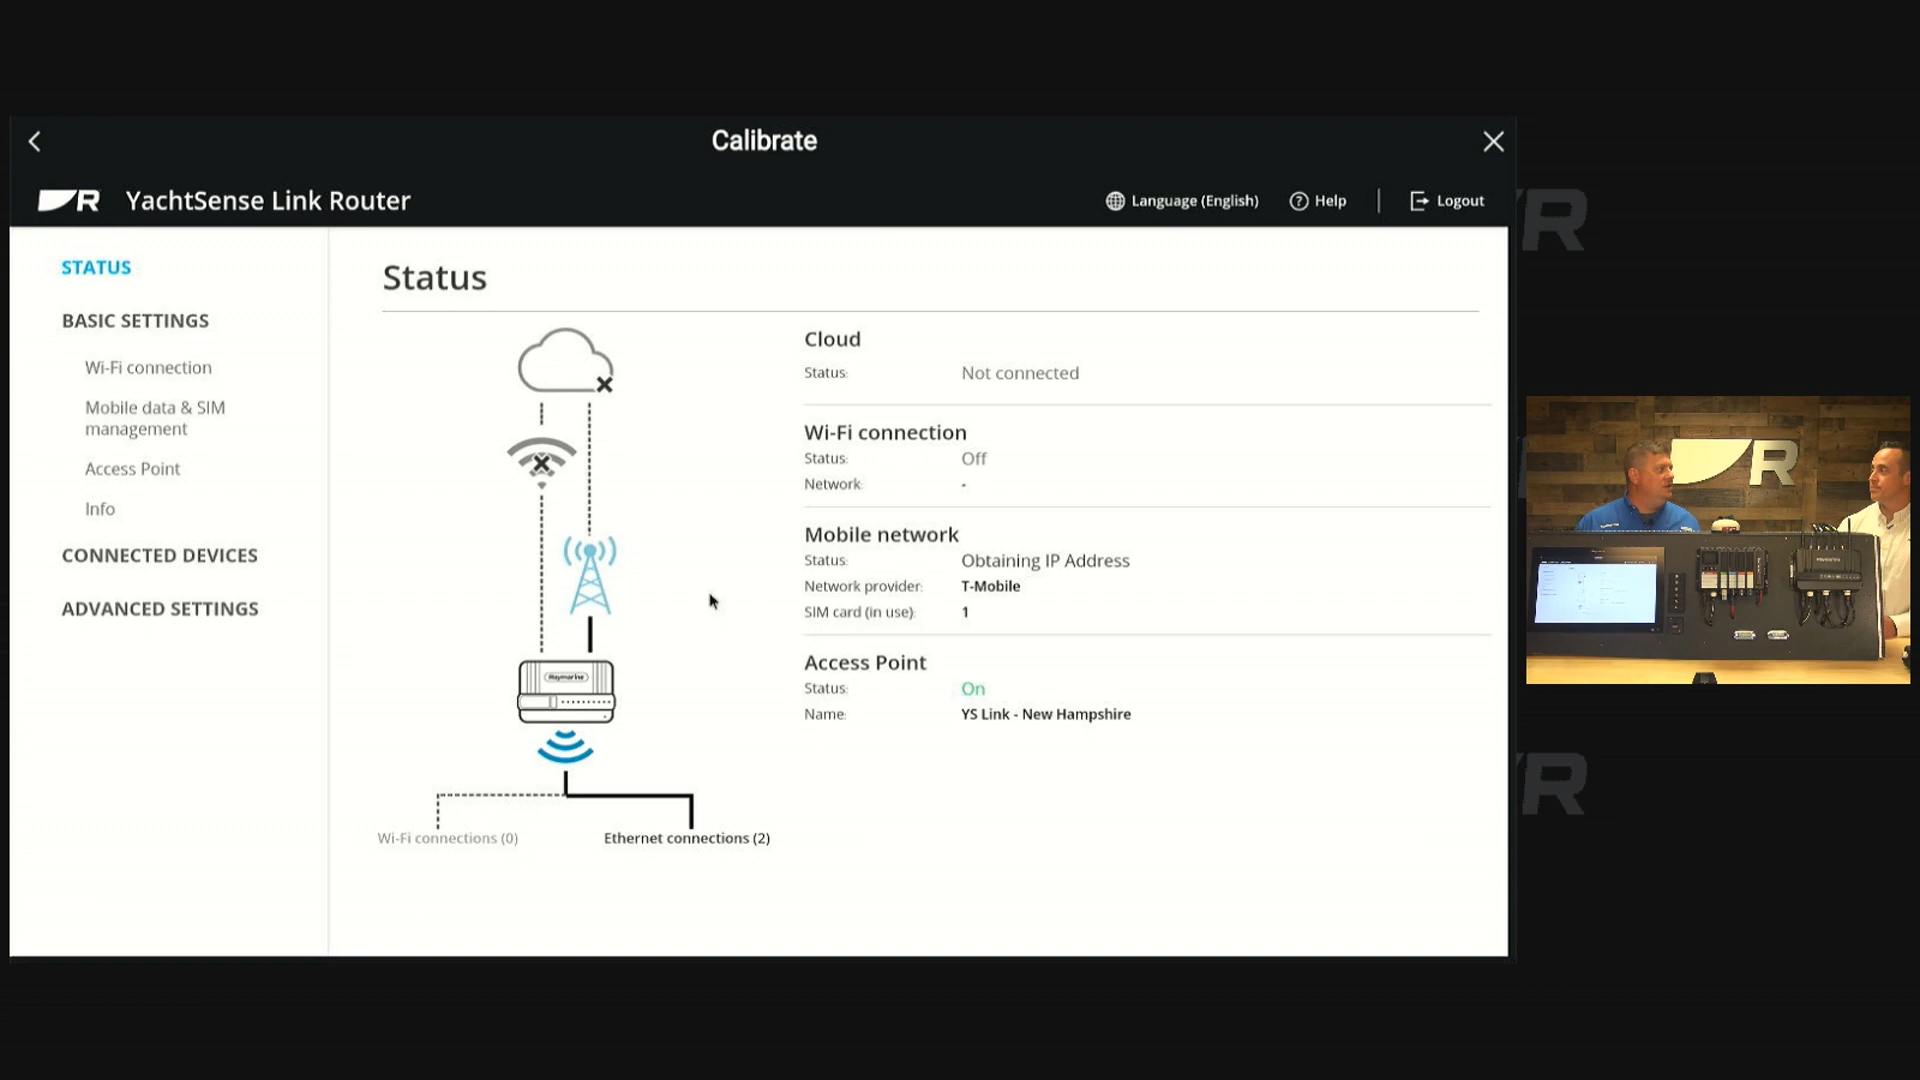 Calibrate
R YachtSense Link Router
Language (English)
Help
Logout
STATUS
BASIC SETTINGS
Wi-Fi connection
Mobile data & SIM
management
Access Point
Info
CONNECTED DEVICES
ADVANCED SETTINGS
Status
Raymarine
Wi-Fi connections (0)
Ethernet connections (2)
Cloud
Status: Not connected
Wi-Fi connection
Status: Off
Network: -
Mobile network
Status: Obtaining IP Address
Network provider: T-Mobile
SIM card (in use): 1
Access Point
Status: On
Name: YS Link - New Hampshire
R
R
R